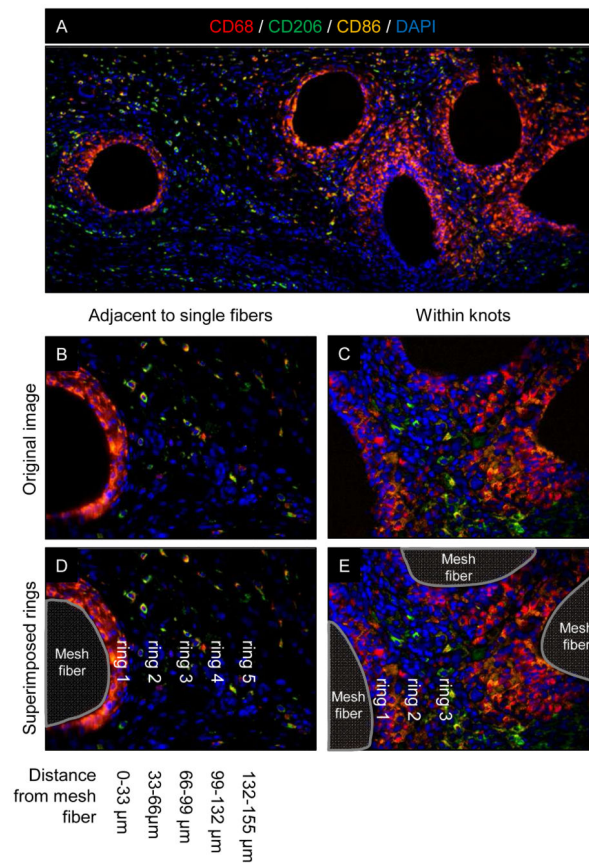 A
CD68 / CD206 / CD86 / DAPI
Adjacent to single fibers
Within knots
Original image
B
C
Superimposed rings
D
Mesh
fiber
ring 1
ring 2
ring 3
ring 4
ring 5
E
Mesh
fiber
Mesh
fiber
Mesh
fiber
ring 1
ring 2
ring 3
Distance
from mesh
fiber
0-33 µm
33-66µm
66-99 µm
99-132 µm
132-155 µm